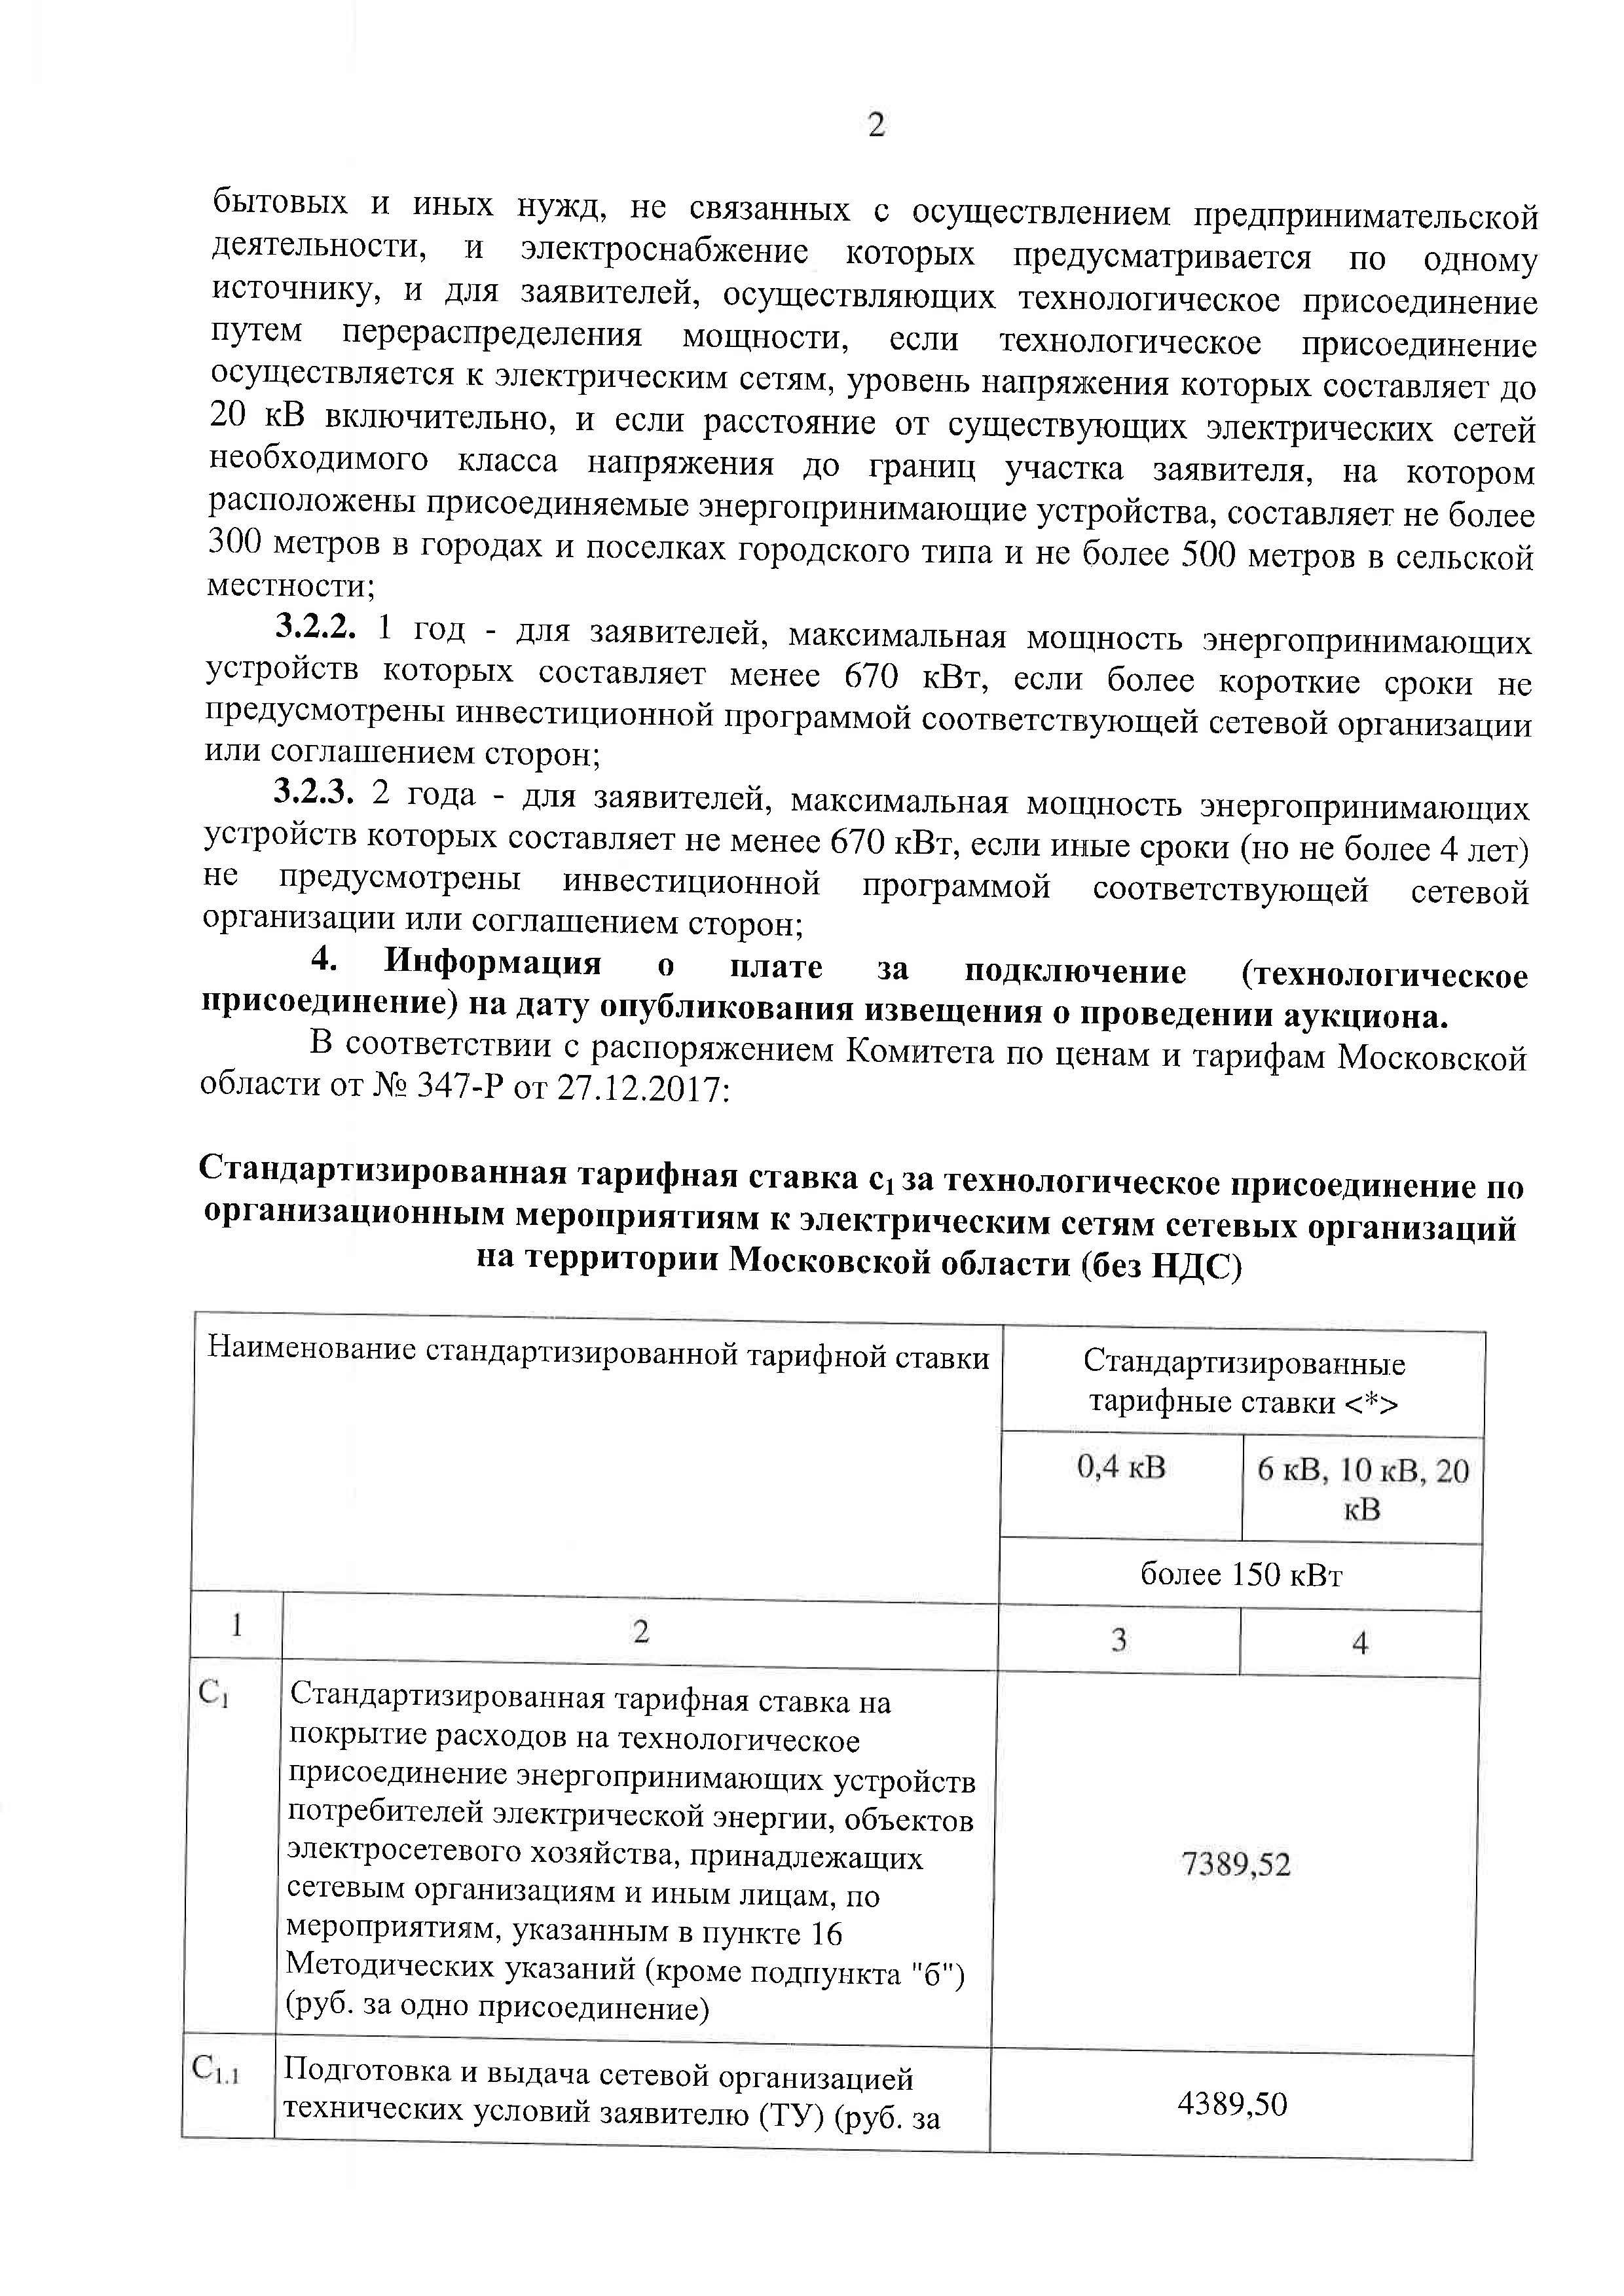 2
бытовых и иных нужд, не связанных с осуществлением предпринимательской
деятельности, и электроснабжение которых предусматривается по одному
источнику, и для заявителей, осуществляющих технологическое присоединение
путем перераспределения мощности, если технологическое присоединение
осуществляется к электрическим сетям, уровень напряжения которых составляет до
20 кВ включительно, и если расстояние от существующих электрических сетей
необходимого класса напряжения до границ участка заявителя, на котором
расположены присоединяемые энергопринимающие устройства, составляет не более
300 метров в городах и поселках городского типа и не более 500 метров в сельской
местности;
3.2.2. 1 год - для заявителей, максимальная мощность энергопринимающих
устройств которых составляет менее 670 кВт, если более короткие сроки не
предусмотрены инвестиционной программой соответствующей сетевой организации
или соглашением сторон;
3.2.3. 2 года - для заявителей, максимальная мощность энергопринимающих
устройств которых составляет не менее 670 кВт, если иные сроки (но не более 4 лет)
не предусмотрены инвестиционной программой соответствующей сетевой
организации или соглашением сторон;
4. Информация о плате за подключение (технологическое
присоединение) на дату опубликования извещения о проведении аукциона.
В соответствии с распоряжением Комитета по ценам и тарифам Московской
области от № 347-Р от 27.12.2017:
Стандартизированная тарифная ставка с1 за технологическое присоединение по
организационным мероприятиям к электрическим сетям сетевых организаций
на территории Московской области (без НДС)
Наименование стандартизированной тарифной ставки
Стандартизированные
тарифные ставки <*>
0,4 кВ
6 кВ, 10 кВ, 20
кВ
более 150 кВт
1
2
3
4
С1
Стандартизированная тарифная ставка на
покрытие расходов на технологическое
присоединение энергопринимающих устройств
потребителей электрической энергии, объектов
электросетевого хозяйства, принадлежащих
сетевым организациям и иным лицам, по
мероприятиям, указанным в пункте 16
Методических указаний (кроме подпункта "б")
(руб. за одно присоединение)
7389,52
С1.1
Подготовка и выдача сетевой организацией
технических условий заявителю (ТУ) (руб. за
4389,50